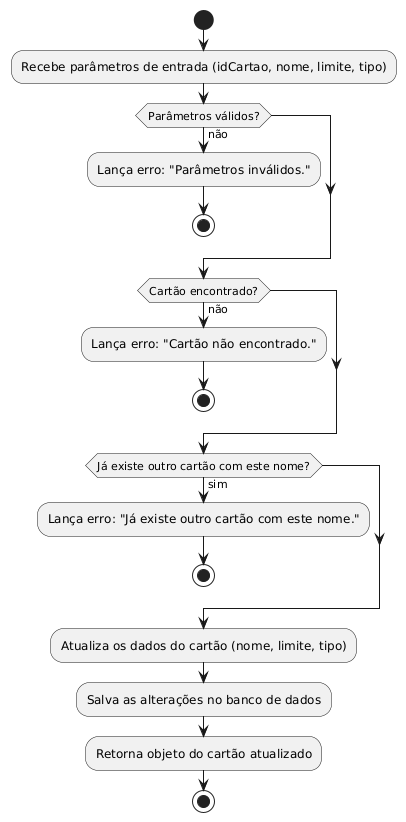 Recebe parâmetros de entrada (idCartao, nome, limite, tipo)
Parâmetros válidos?
não
Lança erro: "Parâmetros inválidos."
Cartão encontrado?
não
Lança erro: "Cartão não encontrado."
Já existe outro cartão com este nome?
sim
Lança erro: "Já existe outro cartão com este nome."
Atualiza os dados do cartão (nome, limite, tipo)
Salva as alterações no banco de dados
Retorna objeto do cartão atualizado